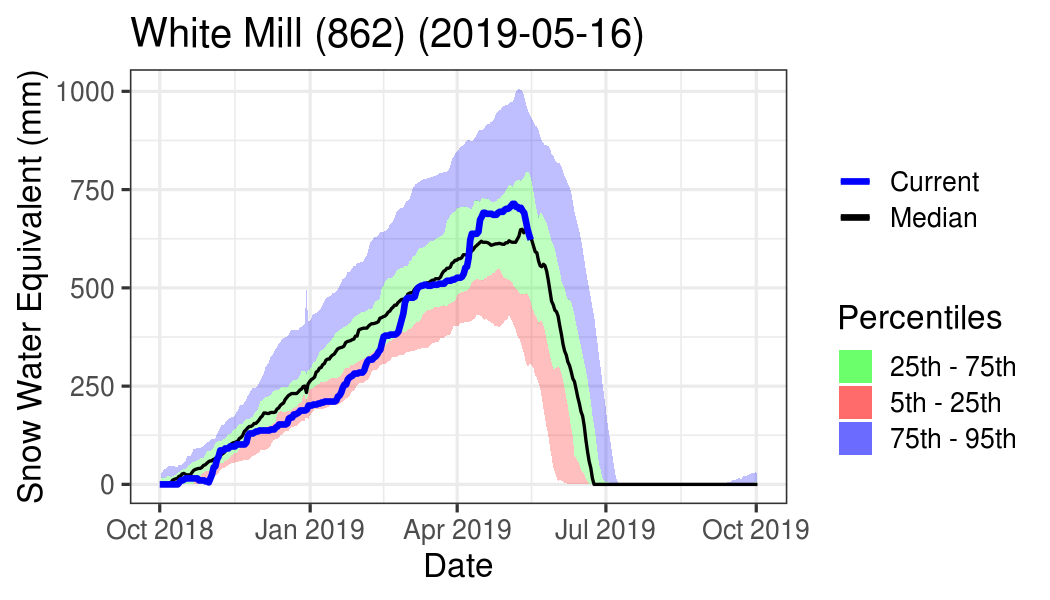 White Mill (862) (2019-05-16)
Snow Water Equivalent (mm)
1000
750
500
250
0
Oct 2018
Jan 2019
Apr 2019
Jul 2019
Oct 2019
Date
Current
Median
Percentiles
25th - 75th
5th - 25th
75th - 95th